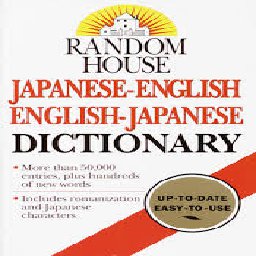 RANDOM
HOUSE
JAPANESE-ENGLISH
ENGLISH-JAPANESE
DICTIONARY
• More than 50,000
entries, plus hundreds
of new words
• Includes romanization
and Japanese
characters
UP-TO-DATE
EASY-TO-USE